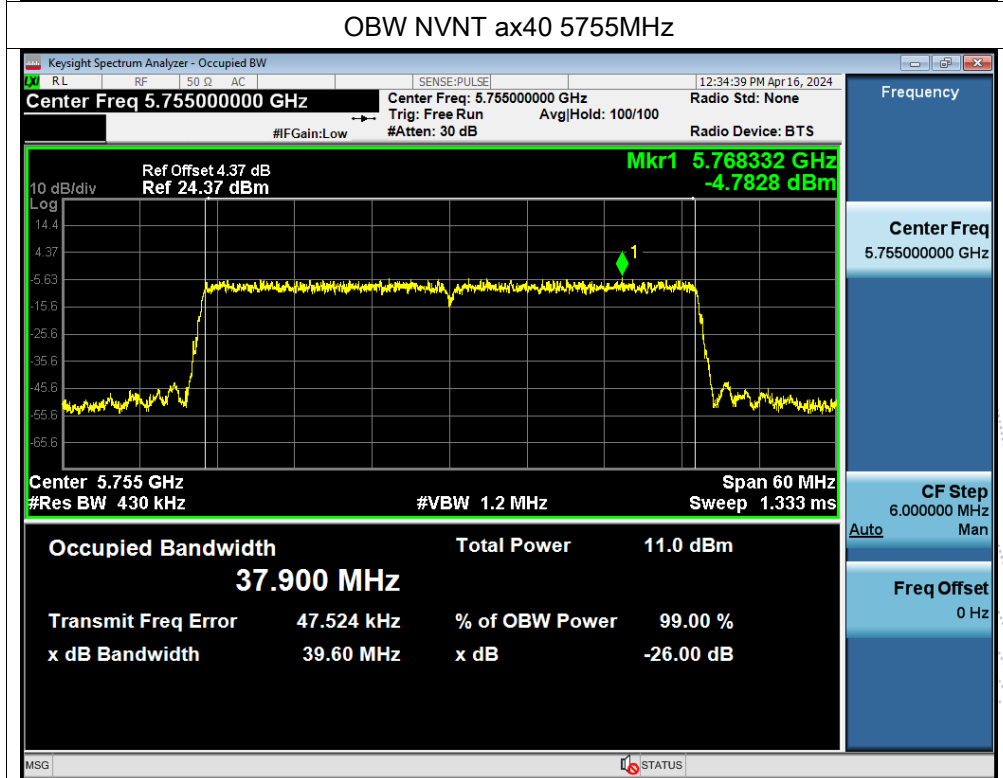 OBW NVNT ax40 5755MHz
Keysight Spectrum Analyzer - Occupied BW
LXI RL RF 50 Ω AC SENSE:PULSE 12:34:39 PM Apr 16, 2024
Center Freq 5.755000000 GHz Center Freq: 5.755000000 GHz Radio Std: None
Trig: Free Run Avg|Hold: 100/100
#IFGain:Low #Atten: 30 dB Radio Device: BTS
Frequency
Mkr1 5.768332 GHz
-4.7828 dBm
Ref Offset 4.37 dB
10 dB/div Ref 24.37 dBm
Log
14.4
4.37
-5.63
-15.6
-25.6
-35.6
-45.6
-55.6
-65.6
1
Center 5.755 GHz Span 60 MHz
#Res BW 430 kHz #VBW 1.2 MHz Sweep 1.333 ms
Occupied Bandwidth Total Power 11.0 dBm
37.900 MHz
Transmit Freq Error 47.524 kHz % of OBW Power 99.00 %
x dB Bandwidth 39.60 MHz x dB -26.00 dB
Center Freq
5.755000000 GHz
CF Step
6.000000 MHz
Auto Man
Freq Offset
0 Hz
MSG STATUS